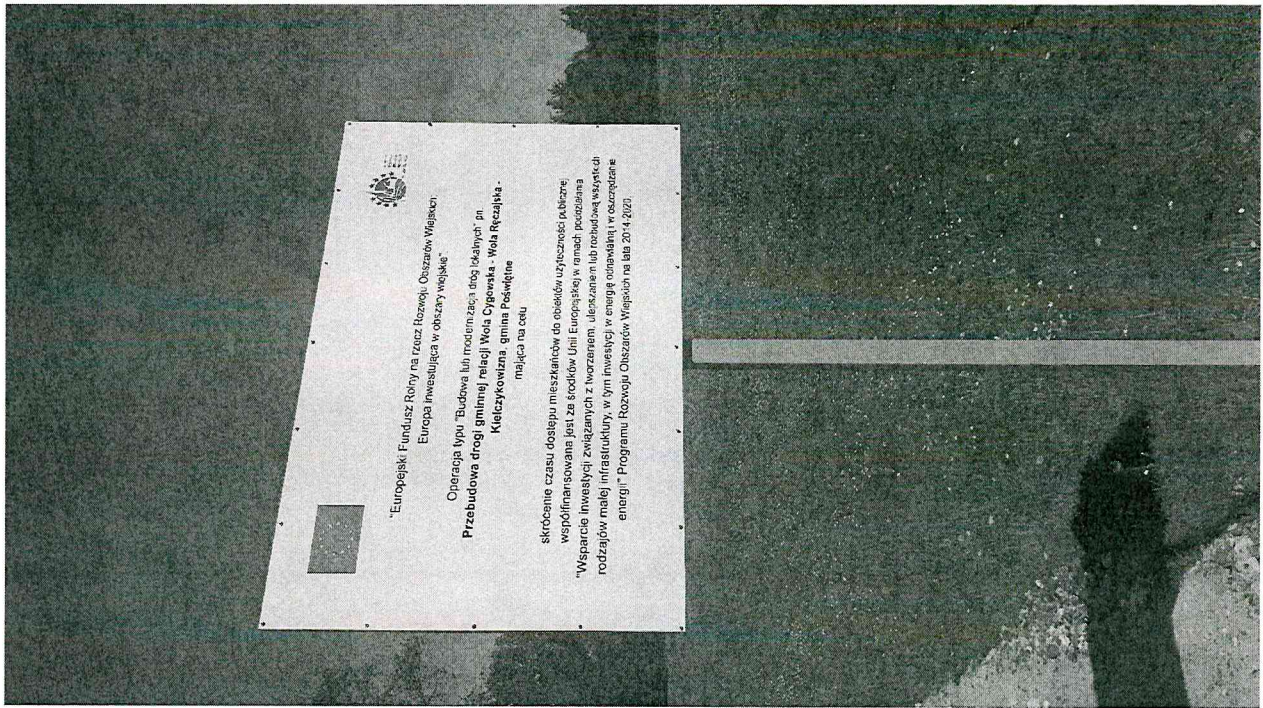 "Europejski Fundusz Rolny na rzecz Rozwoju Obszarów Wiejskich:
Europa inwestująca w obszary wiejskie"
Operacja typu "Budowa lub modernizacja dróg lokalnych" pn
Przebudowa drogi gminnej relacji Wola Cygowska - Wola Ręczajska -
Kielczykowizna, gmina Poświętne
mająca na celu
skrócenie czasu dostępu mieszkańców do obiektów użyteczności publicznej
współfinansowana jest ze środków Unii Europejskiej w ramach poddziałania
"Wsparcie inwestycji związanych z tworzeniem, ulepszaniem lub rozbudową wszystkich
rodzajów małej infrastruktury, w tym inwestycji w energię odnawialną i w oszczędzanie
energii" Programu Rozwoju Obszarów Wiejskich na lata 2014-2020.